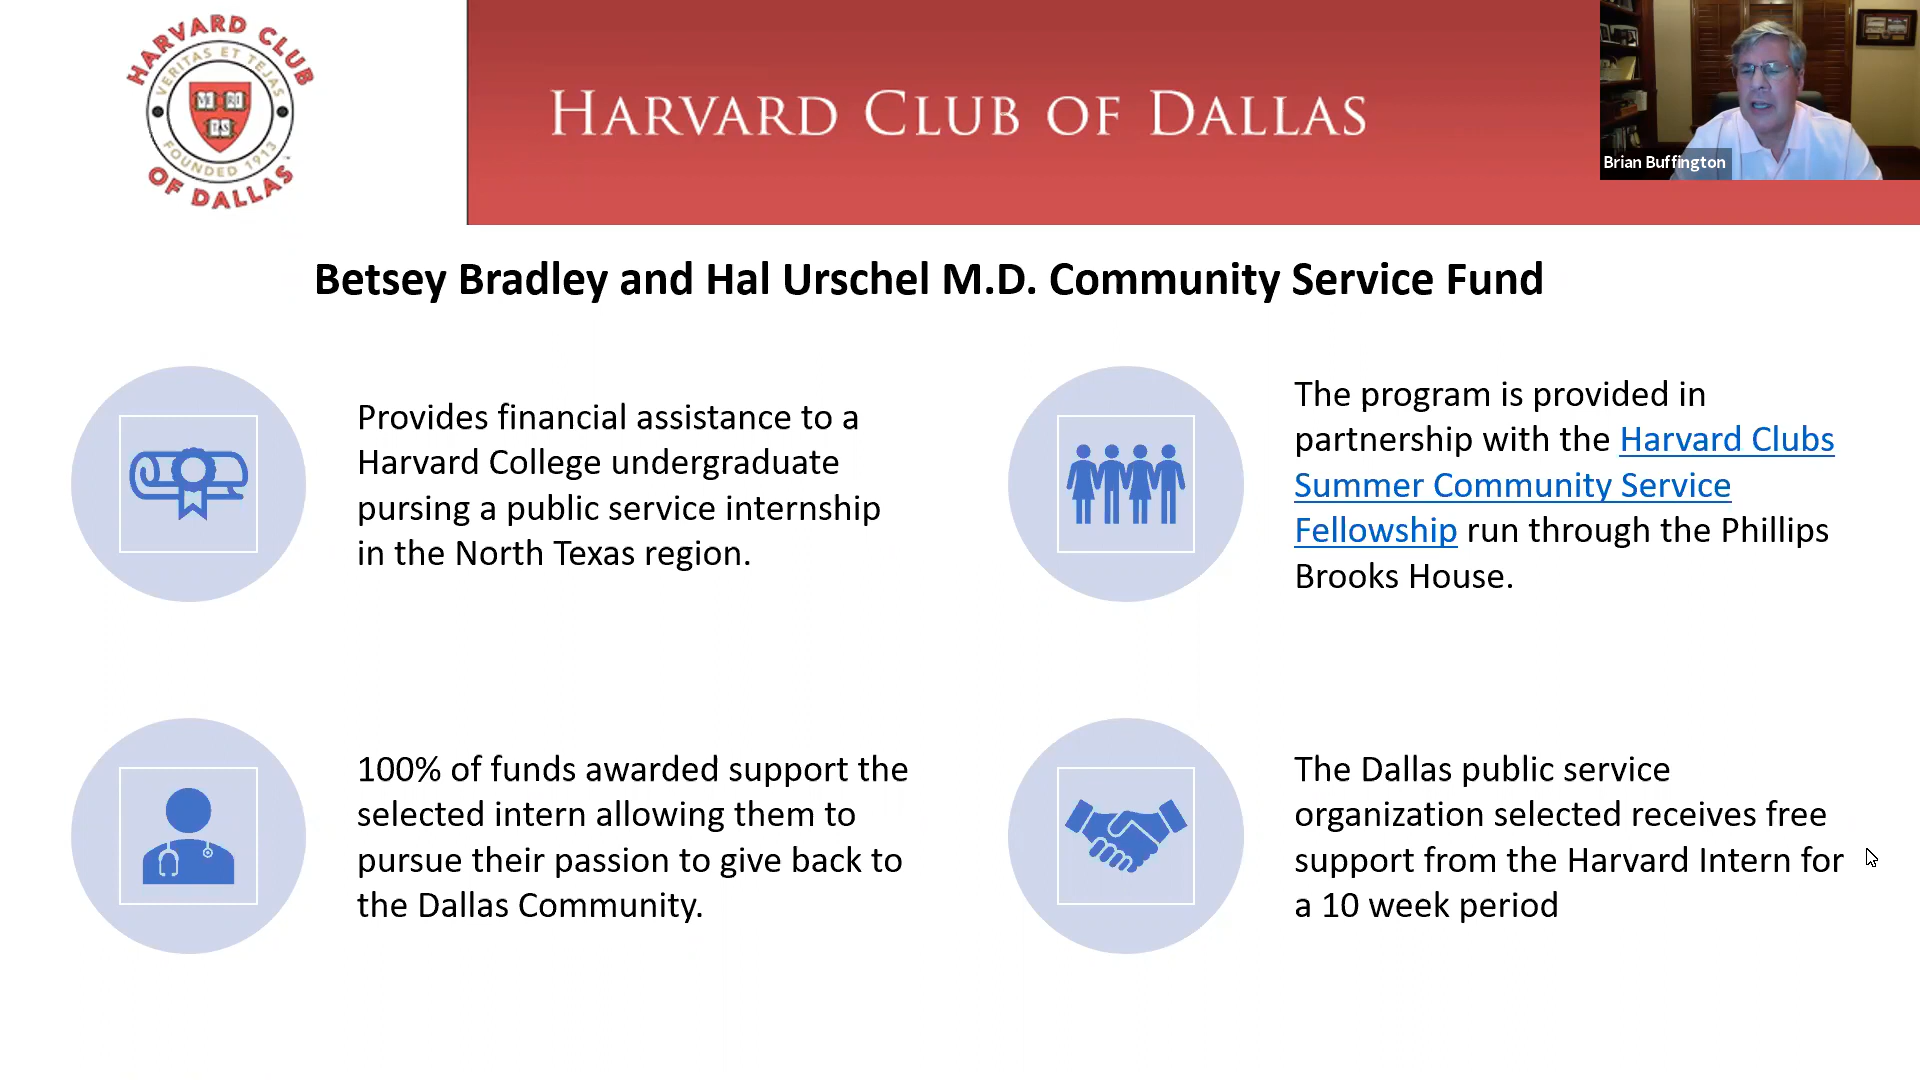 HARVARD CLUB
VERITAS ET TEJAS
VE RI
TAS
FOUNDED 1913
OF DALLAS
HARVARD CLUB OF DALLAS
Brian Buffington
Betsey Bradley and Hal Urschel M.D. Community Service Fund
Provides financial assistance to a
Harvard College undergraduate
pursing a public service internship
in the North Texas region.
The program is provided in
partnership with the Harvard Clubs
Summer Community Service
Fellowship run through the Phillips
Brooks House.
100% of funds awarded support the
selected intern allowing them to
pursue their passion to give back to
the Dallas Community.
The Dallas public service
organization selected receives free
support from the Harvard Intern for
a 10 week period